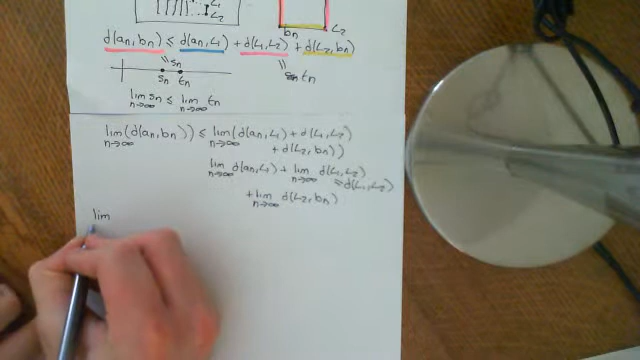 L₁
L₂
bn L₂
d(an, bn) ≤ d(an, L₁) + d(L₁, L₂) + d(L₂, bn)
= sn
= tn
sn tn
lim sn ≤ lim tn
n→∞ n→∞
lim (d(an, bn)) ≤ lim (d(an, L₁) + d(L₁, L₂)
n→∞ n→∞ + d(L₂, bn))
lim d(an, L₁) + lim d(L₁, L₂)
n→∞ n→∞ = d(L₁, L₂)
+ lim d(L₂, bn)
n→∞
lim